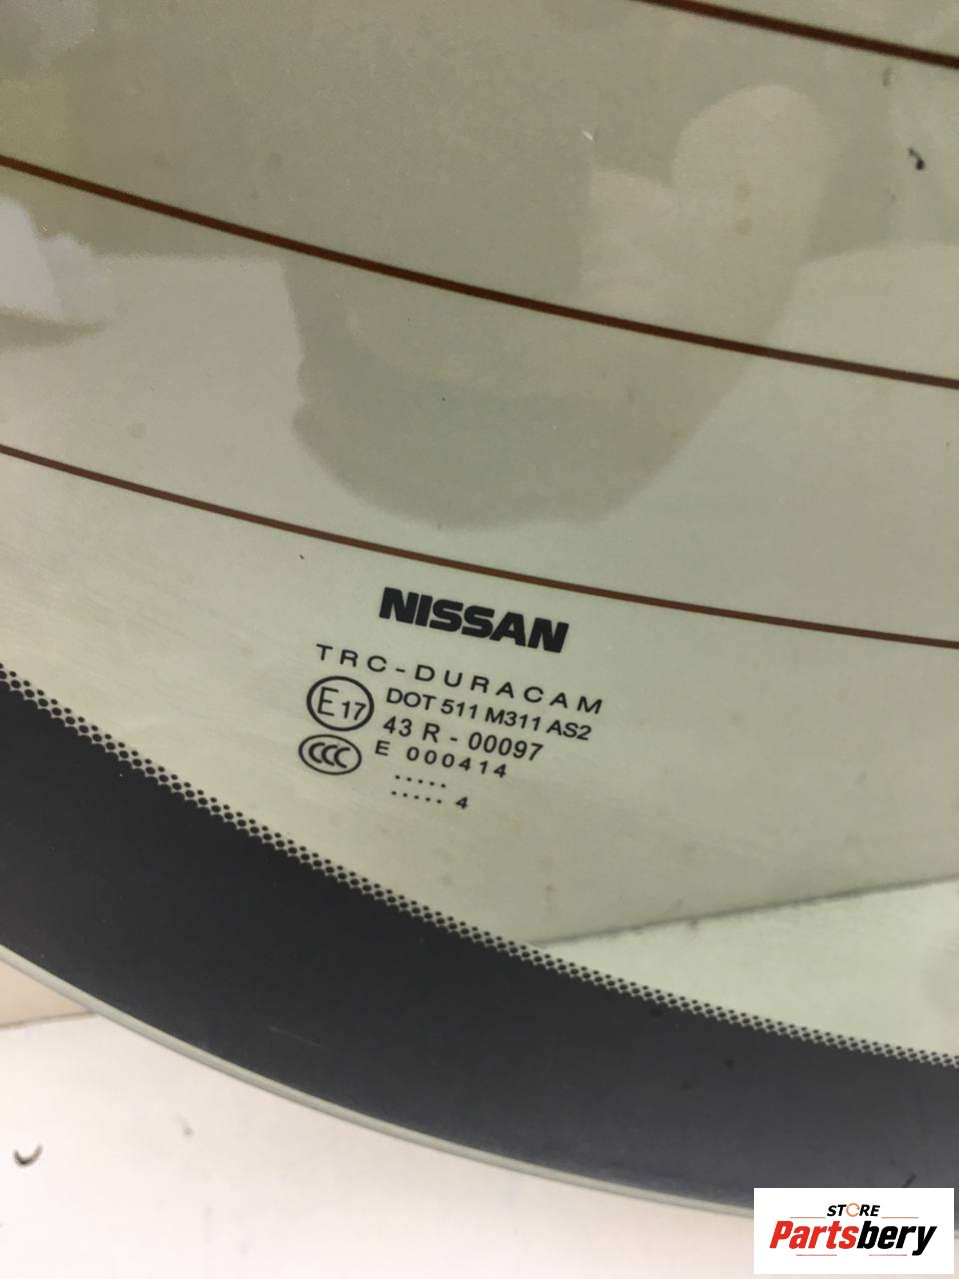 NISSAN
TRC-DURACAM
E17 DOT 511 M311 AS2
43 R - 00097
CCC E 000414
.....
..... 4
STORE
Partsbery